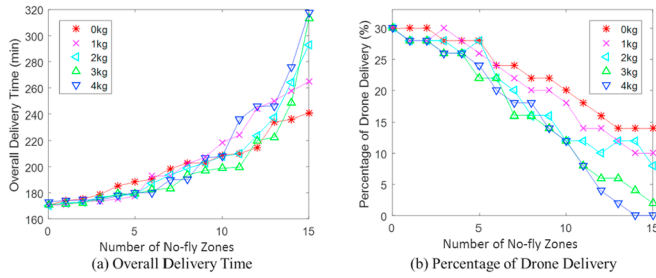 320
300
280
260
240
220
200
180
160
0
5
10
15
Overall Delivery Time (min)
0kg
1kg
2kg
3kg
4kg
Number of No-fly Zones
(a) Overall Delivery Time
35
30
25
20
15
10
5
0
0
5
10
15
Percentage of Drone Delivery (%)
0kg
1kg
2kg
3kg
4kg
Number of No-fly Zones
(b) Percentage of Drone Delivery